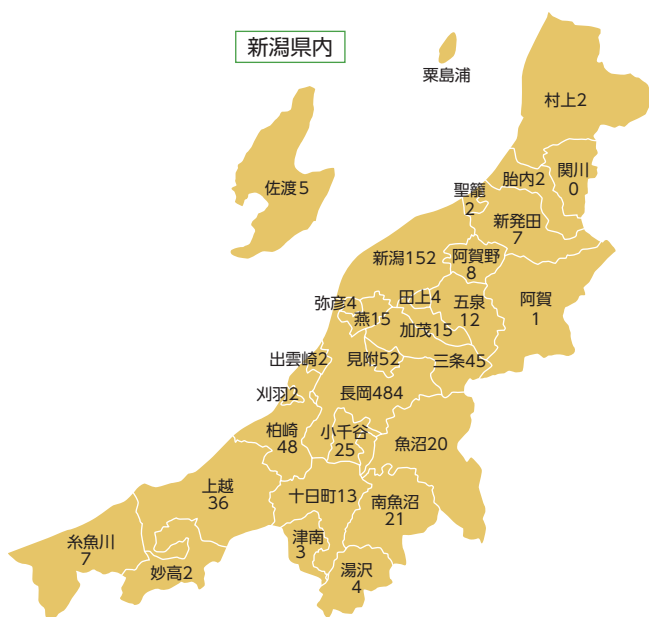 新潟県内
粟島浦
村上2
関川
0
胎内2
佐渡5
聖籠
2
新発田
7
新潟152
阿賀野
8
阿賀
1
田上4
五泉
12
弥彦4
燕15
加茂15
出雲崎2
見附52
三条45
刈羽2
長岡484
柏崎
48
小千谷
25
魚沼20
上越
36
十日町13
南魚沼
21
糸魚川
7
津南
3
妙高2
湯沢
4